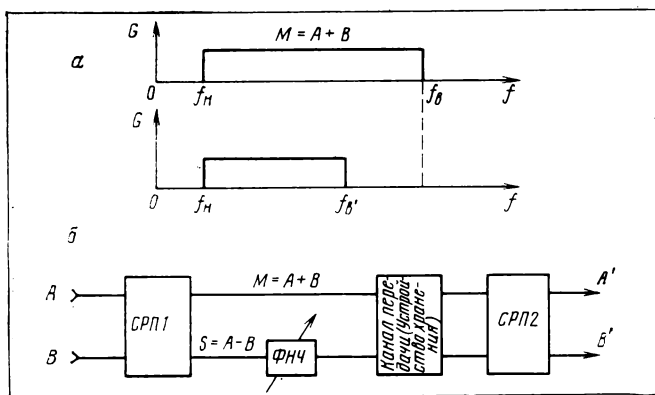 а
G
M = A + B
0
fн
fв
f
G
0
fн
fв'
f
б
A
B
СРП1
M = A + B
S = A - B
ФНЧ
Канал пере-
дачи (Устрой-
ство хране-
ния)
СРП2
A'
B'